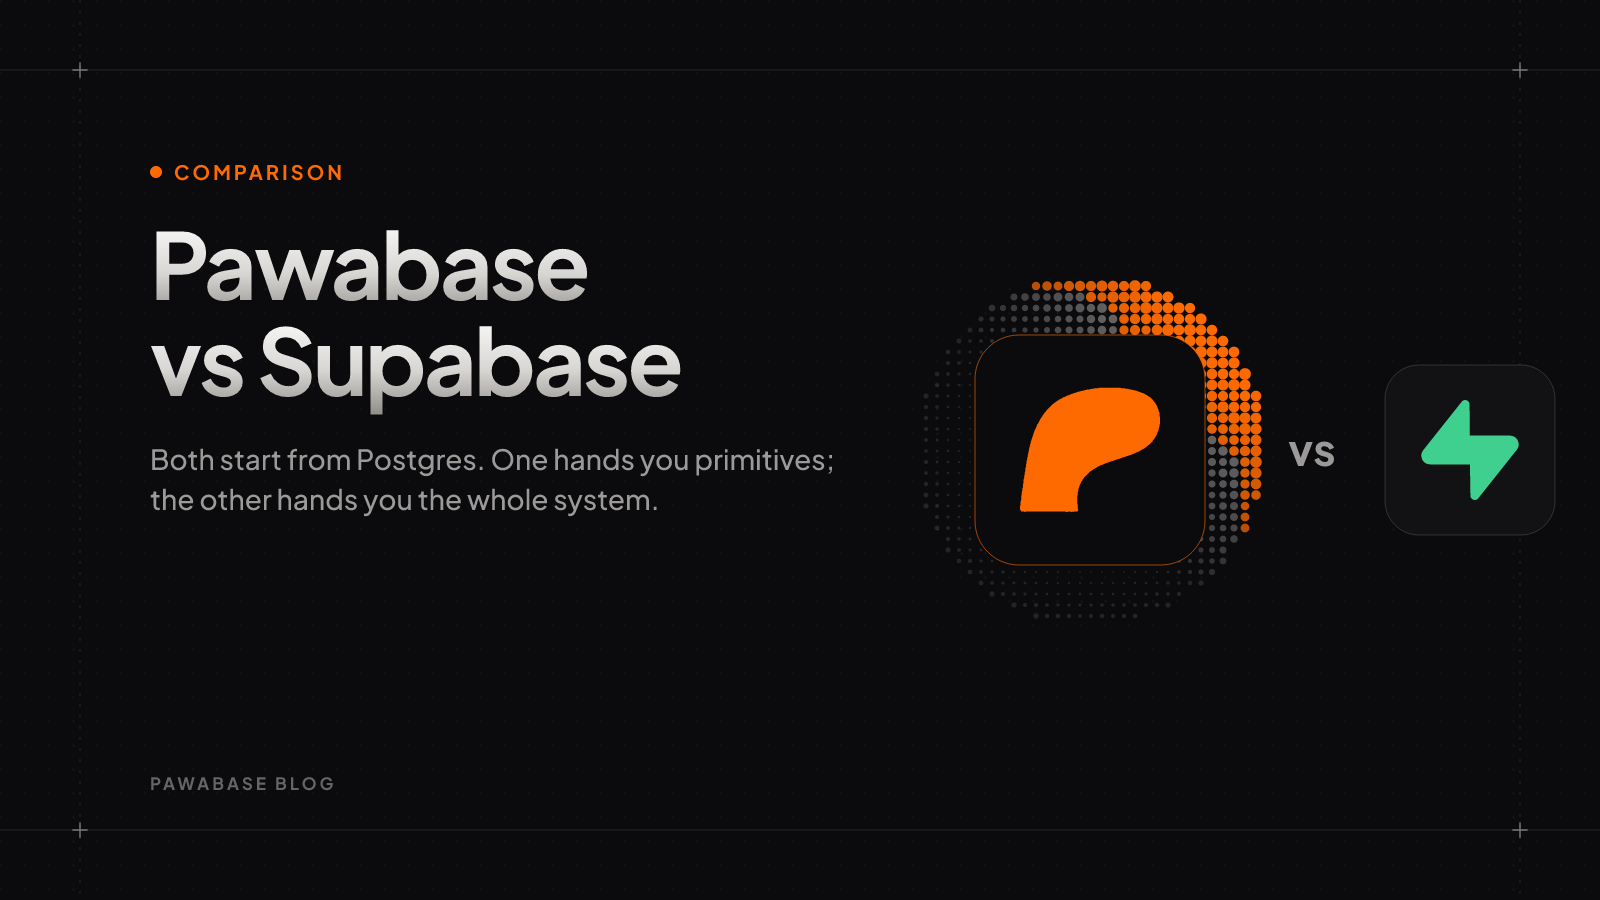 COMPARISON
Pawabase
vs Supabase
Both start from Postgres. One hands you primitives;
the other hands you the whole system.
vs
PAWABASE BLOG